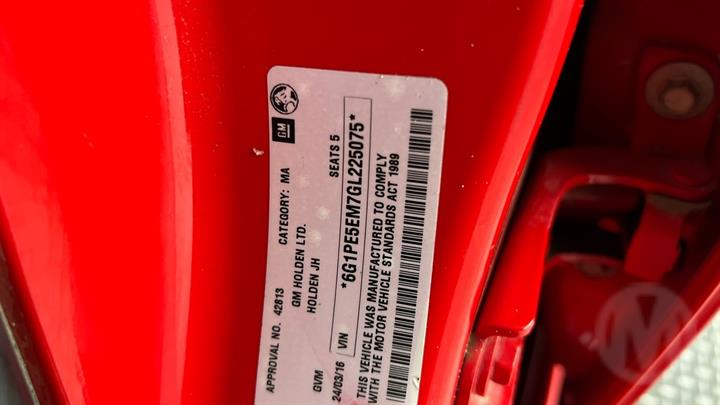 GM
APPROVAL NO. 42813 CATEGORY: MA
GM HOLDEN LTD.
HOLDEN JH SEATS 5
GVM
24/03/16 VIN *6G1PE5EM7GL225075*
THIS VEHICLE WAS MANUFACTURED TO COMPLY
WITH THE MOTOR VEHICLE STANDARDS ACT 1989
M